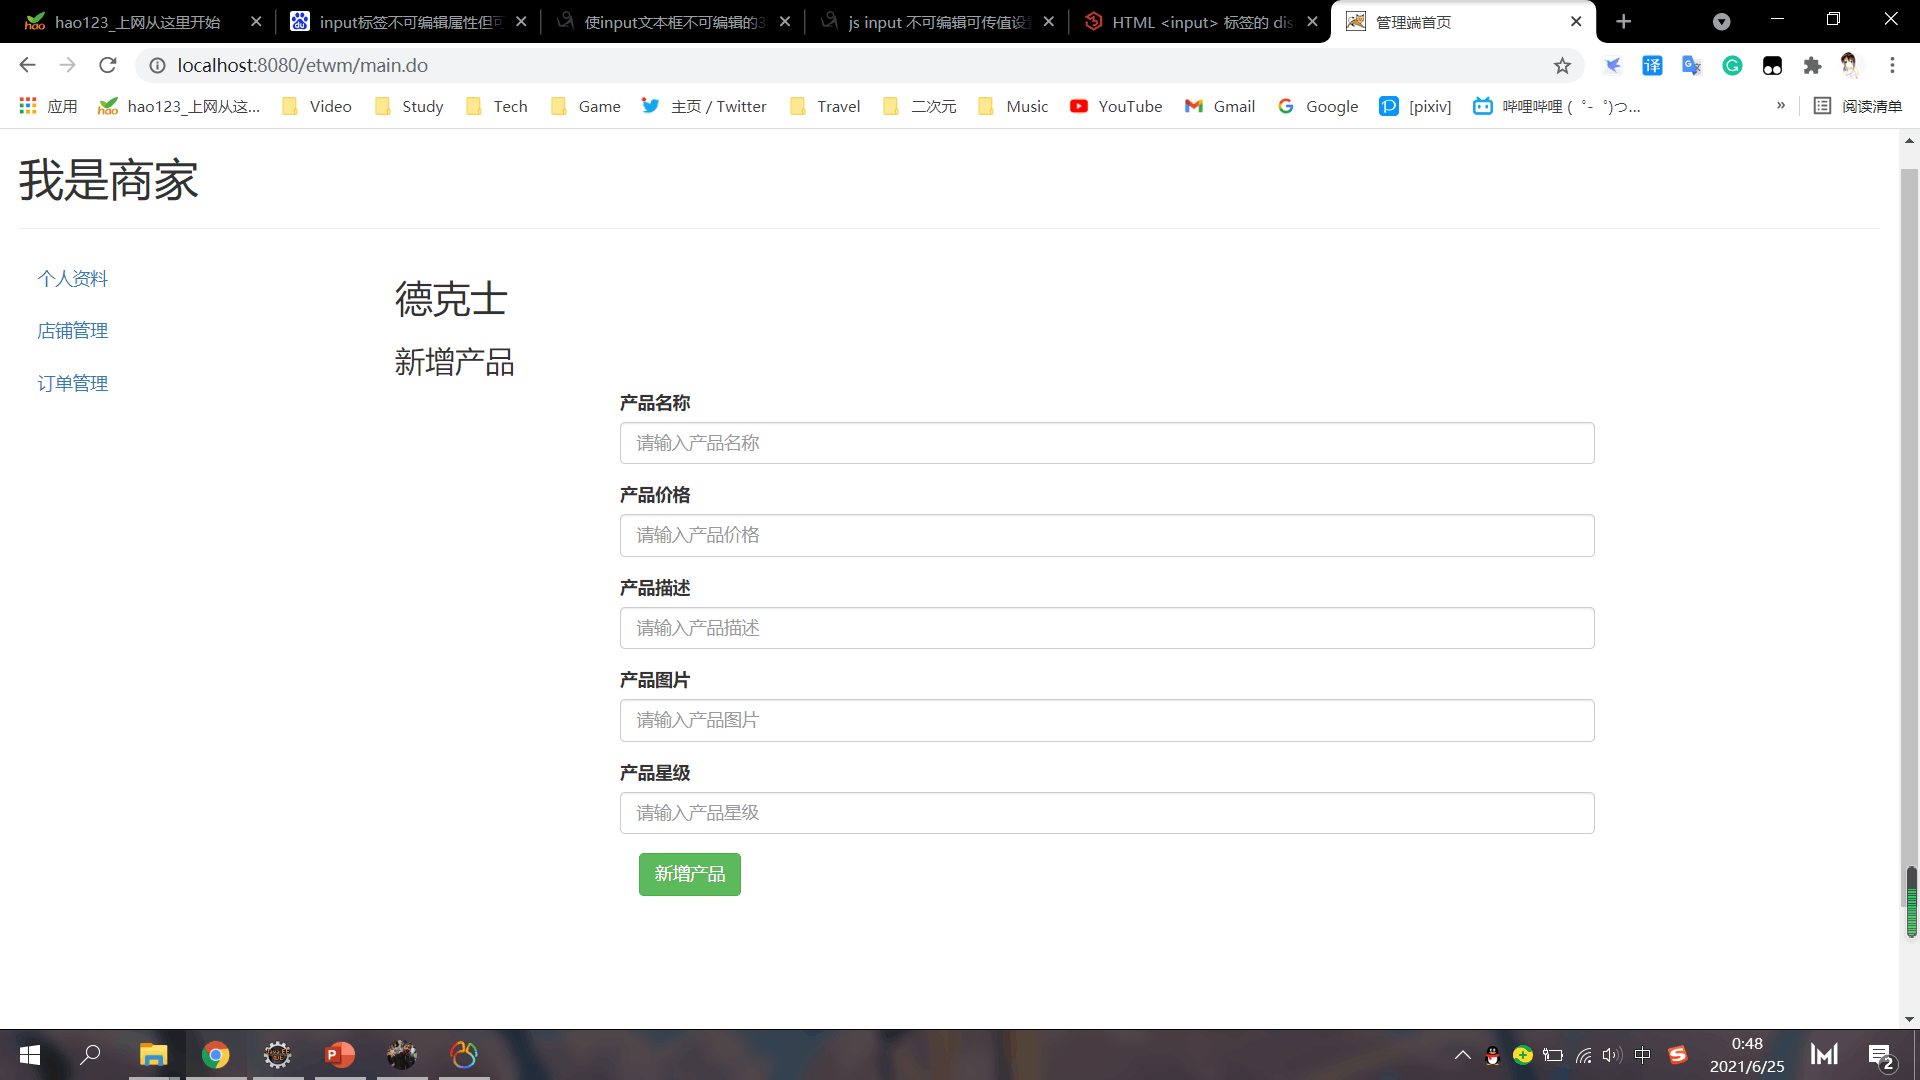 hao123_上网从这里开始
input标签不可编辑属性但可
使input文本框不可编辑的3
js input 不可编辑可传值设置
HTML <input> 标签的 dis
管理端首页
localhost:8080/etwm/main.do
应用
hao123_上网从这...
Video
Study
Tech
Game
主页 / Twitter
Travel
二次元
Music
YouTube
Gmail
Google
[pixiv]
哔哩哔哩 ( ゜- ゜)つ...
»
阅读清单
我是商家
个人资料
店铺管理
订单管理
德克士
新增产品
产品名称
请输入产品名称
产品价格
请输入产品价格
产品描述
请输入产品描述
产品图片
请输入产品图片
产品星级
请输入产品星级
新增产品
中
0:48
2021/6/25
2